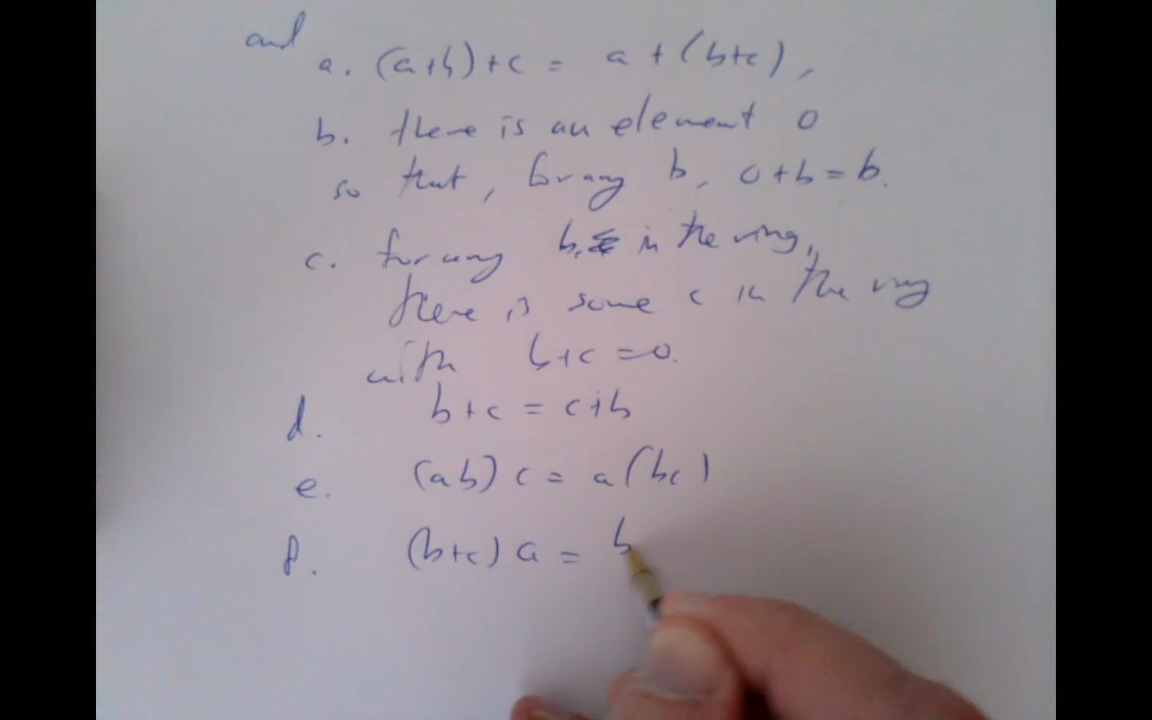 and
a. (a+b)+c = a+(b+c),
b. there is an element 0
so that, for any b, 0+b=b.
c. for any b, in the ring,
there is some c in the ring
with b+c=0.
d. b+c = c+b
e. (ab)c = a(bc)
f. (b+c)a = b